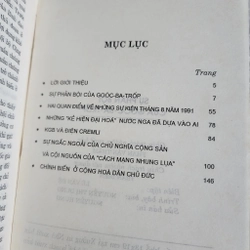 MỤC LỤC
Trang
• LỜI GIỚI THIỆU 5
• SỰ PHẢN BỘI CỦA GOÓC-BA-TRỐP 7
• HAI QUAN ĐIỂM VỀ NHỮNG SỰ KIỆN THÁNG 8 NĂM 1991 55
• NHỮNG "KẺ HIỆN ĐẠI HOÁ" NƯỚC NGA ĐÃ DỰA VÀO AI 78
• KGB VÀ ĐIỆN CREMLI 84
• SỰ NGẮC NGOẢI CỦA CHỦ NGHĨA CỘNG SẢN
VÀ CỘI NGUỒN CỦA "CÁCH MẠNG NHUNG LỤA" 100
• CHÍNH BIẾN Ở CỘNG HOÀ DÂN CHỦ ĐỨC 146